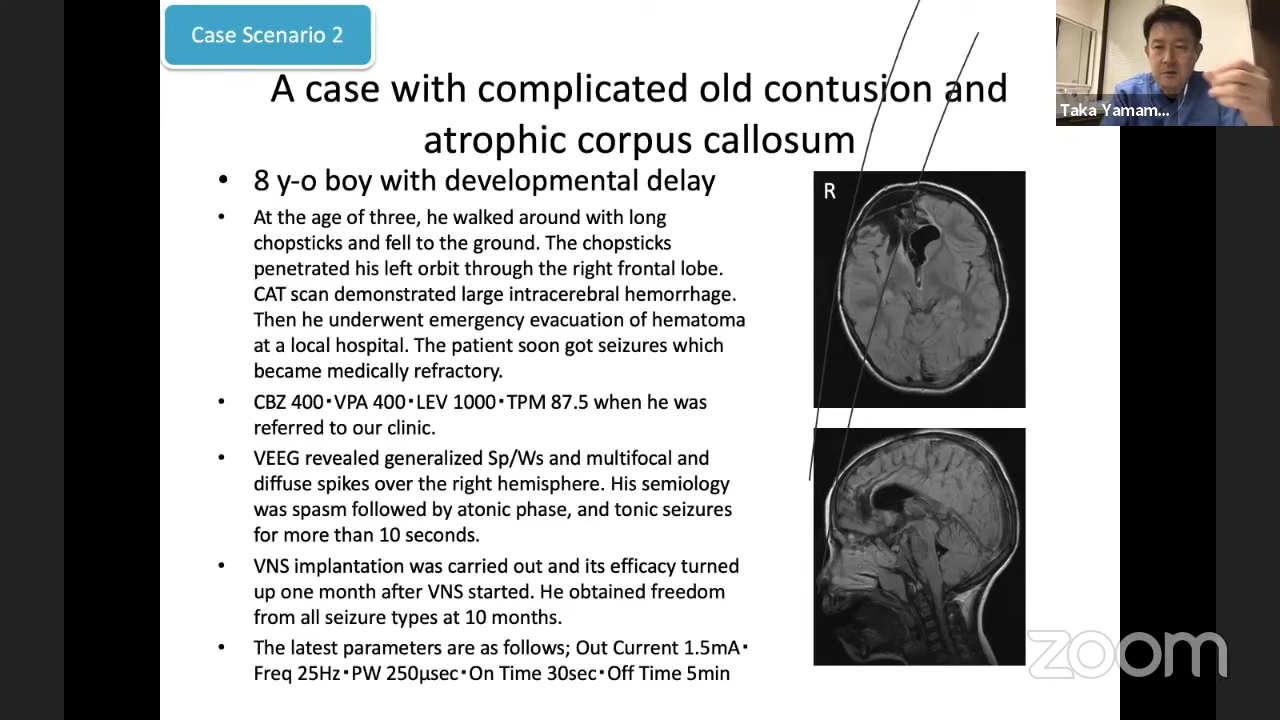 Case Scenario 2
A case with complicated old contusion and
atrophic corpus callosum
• 8 y-o boy with developmental delay
• At the age of three, he walked around with long
chopsticks and fell to the ground. The chopsticks
penetrated his left orbit through the right frontal lobe.
CAT scan demonstrated large intracerebral hemorrhage.
Then he underwent emergency evacuation of hematoma
at a local hospital. The patient soon got seizures which
became medically refractory.
• CBZ 400・VPA 400・LEV 1000・TPM 87.5 when he was
referred to our clinic.
• VEEG revealed generalized Sp/Ws and multifocal and
diffuse spikes over the right hemisphere. His semiology
was spasm followed by atonic phase, and tonic seizures
for more than 10 seconds.
• VNS implantation was carried out and its efficacy turned
up one month after VNS started. He obtained freedom
from all seizure types at 10 months.
• The latest parameters are as follows; Out Current 1.5mA・
Freq 25Hz・PW 250µsec・On Time 30sec・Off Time 5min
R
Taka Yamam...
zoom